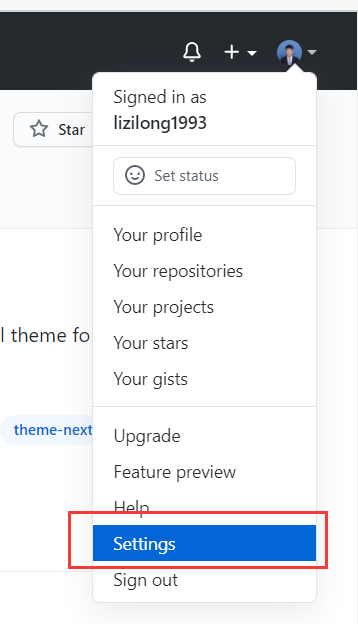 Signed in as
lizilong1993
Star
Set status
Your profile
Your repositories
Your projects
l theme fo
Your stars
Your gists
theme-next
Upgrade
Feature preview
Help
Settings
Sign out